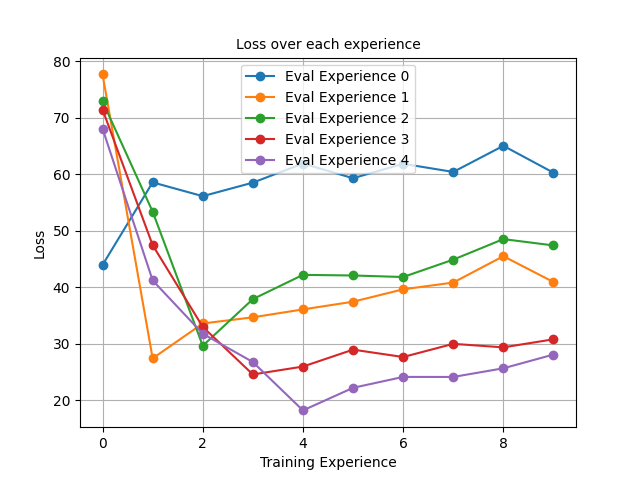 Loss over each experience
80
70
60
50
40
30
20
Loss
Eval Experience 0
Eval Experience 1
Eval Experience 2
Eval Experience 3
Eval Experience 4
0 2 4 6 8
Training Experience